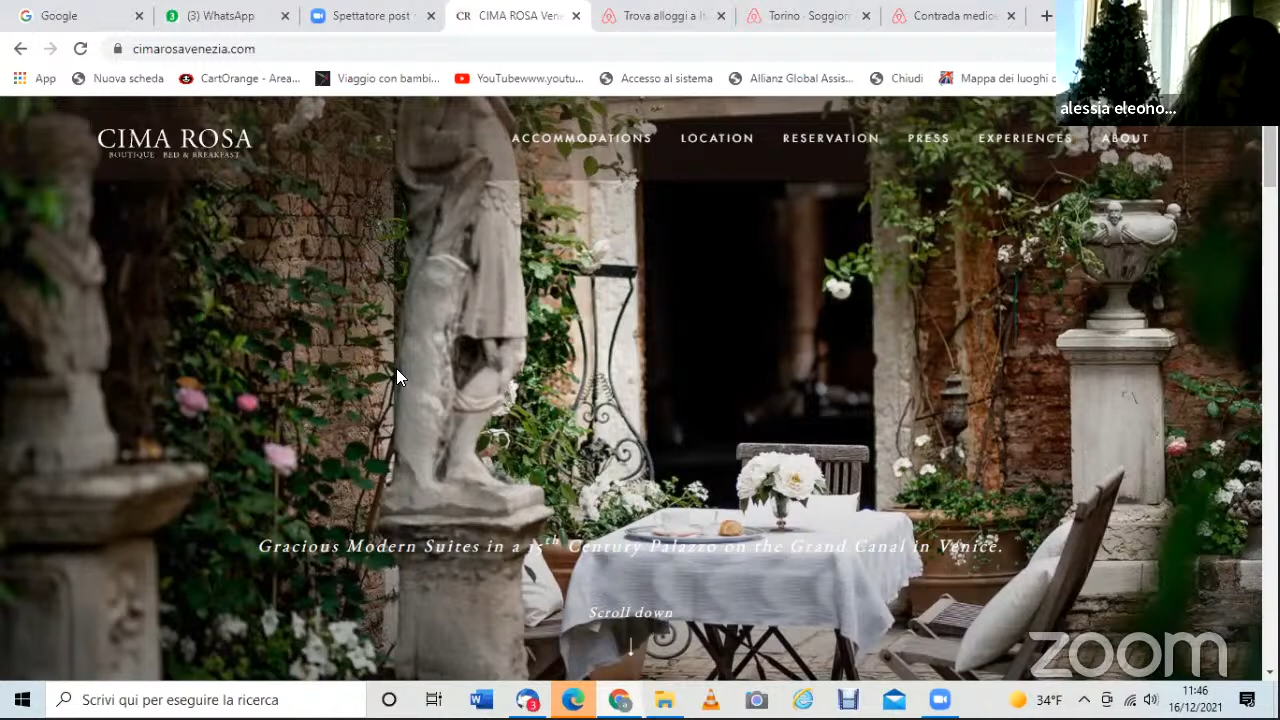 Google
(3) WhatsApp
Spettatore post
CR CIMA ROSA Vene
Trova alloggi a It
Torino · Soggior
Contrada medioe
cimarosavenezia.com
App
Nuova scheda
CartOrange - Area...
Viaggio con bambi...
YouTubewww.youtu...
Accesso al sistema
Allianz Global Assis...
Chiudi
Mappa dei luoghi d
alessia eleono...
CIMA ROSA
BOUTIQUE BED & BREAKFAST
ACCOMMODATIONS
LOCATION
RESERVATION
PRESS
EXPERIENCES
ABOUT
Gracious Modern Suites in a 15th Century Palazzo on the Grand Canal in Venice.
Scroll down
zoom
Scrivi qui per eseguire la ricerca
3
34°F
11:46
16/12/2021